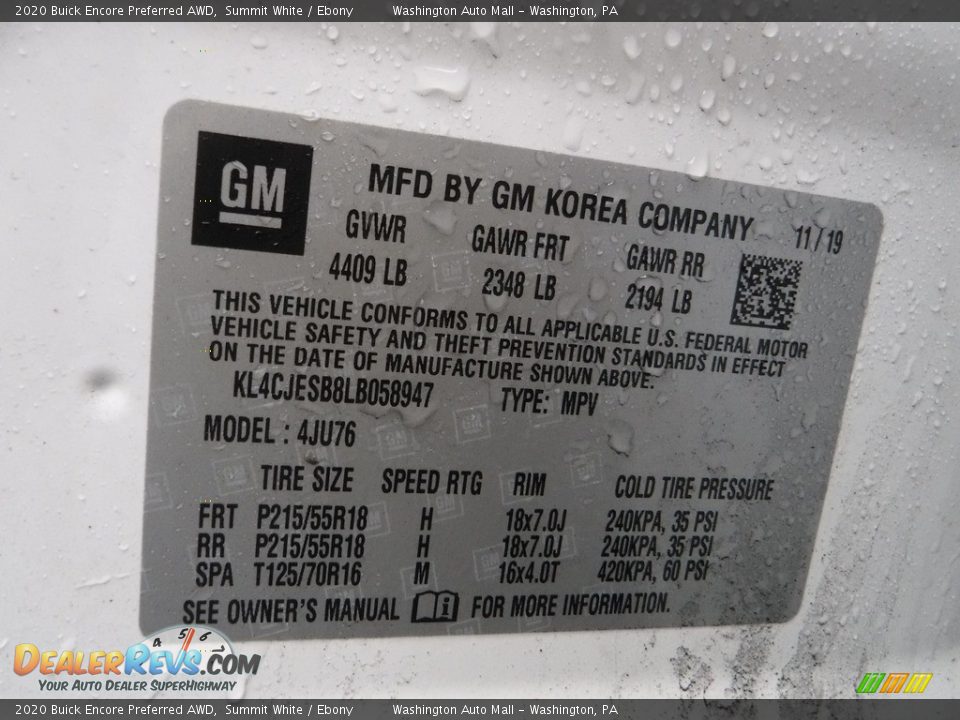 2020 Buick Encore Preferred AWD, Summit White / Ebony Washington Auto Mall - Washington, PA
GM
MFD BY GM KOREA COMPANY
11/19
GVWR GAWR FRT GAWR RR
4409 LB 2348 LB 2194 LB
THIS VEHICLE CONFORMS TO ALL APPLICABLE U.S. FEDERAL MOTOR
VEHICLE SAFETY AND THEFT PREVENTION STANDARDS IN EFFECT
ON THE DATE OF MANUFACTURE SHOWN ABOVE.
KL4CJESB8LB058947 TYPE: MPV
MODEL : 4JU76
TIRE SIZE SPEED RTG RIM COLD TIRE PRESSURE
FRT P215/55R18 H 18x7.0J 240KPA, 35 PSI
RR P215/55R18 H 18x7.0J 240KPA, 35 PSI
SPA T125/70R16 M 16x4.0T 420KPA, 60 PSI
SEE OWNER'S MANUAL FOR MORE INFORMATION.
4 5 6
DEALERREVS.COM
YOUR AUTO DEALER SUPERHIGHWAY
2020 Buick Encore Preferred AWD, Summit White / Ebony Washington Auto Mall - Washington, PA